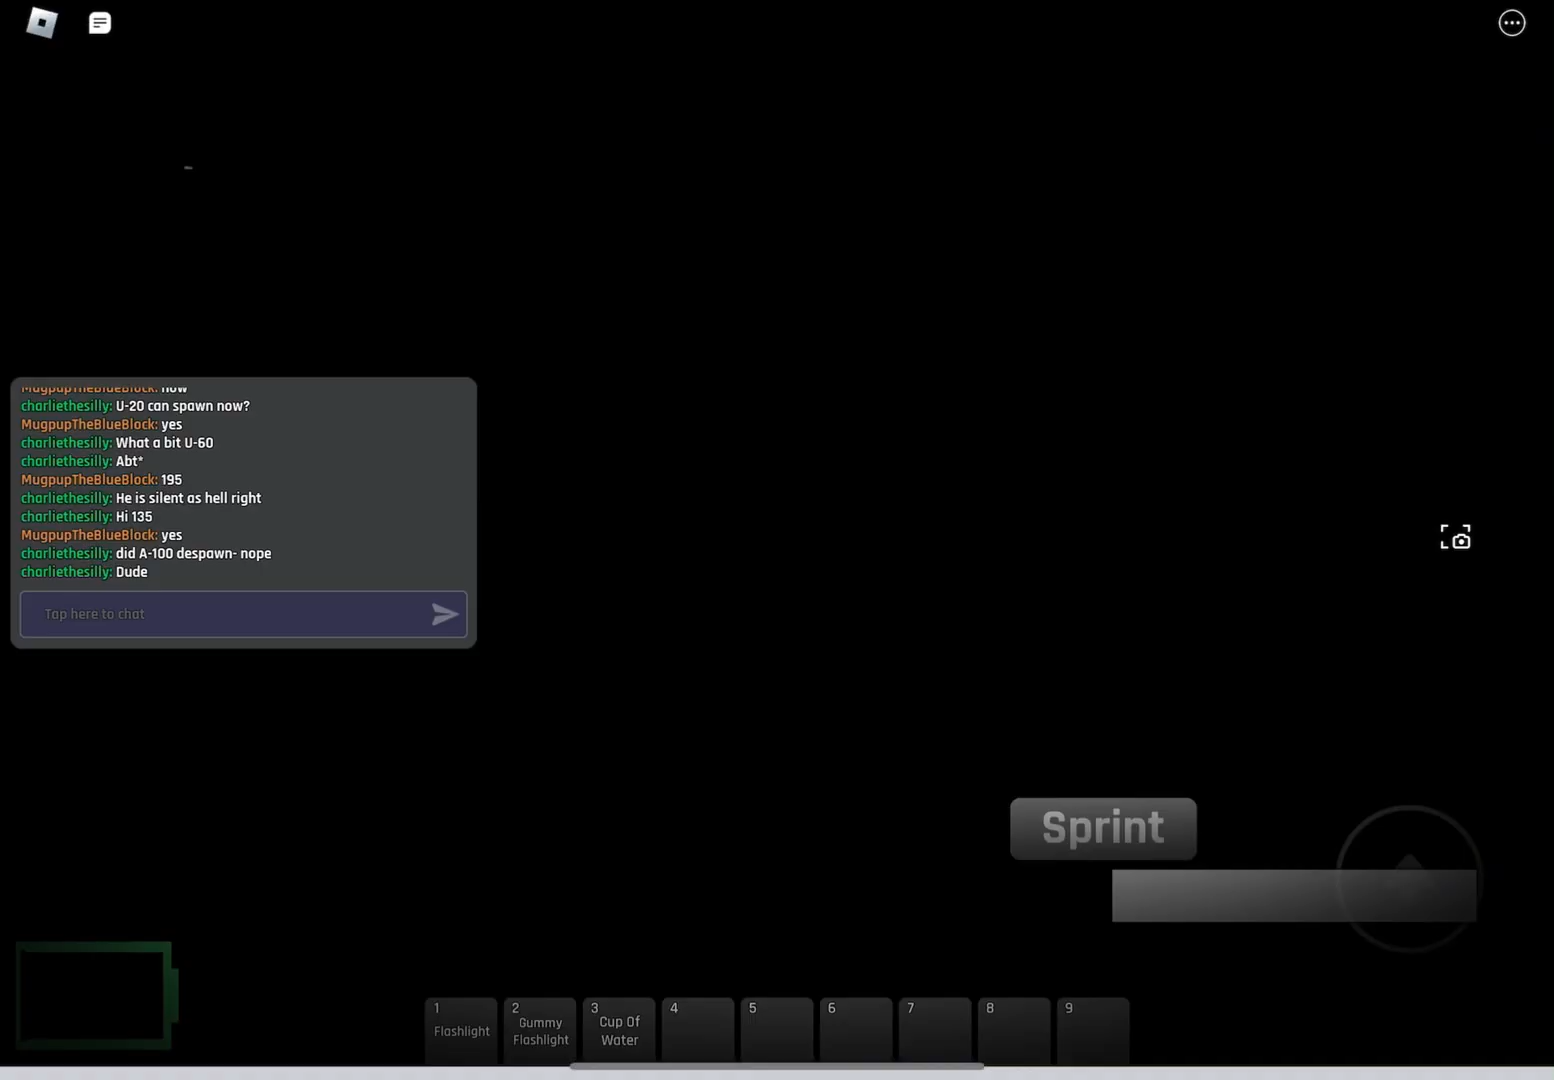 MugpupTheBlueBlock: now
charliethesilly: U-20 can spawn now?
MugpupTheBlueBlock: yes
charliethesilly: What a bit U-60
charliethesilly: Abt*
MugpupTheBlueBlock: 195
charliethesilly: He is silent as hell right
charliethesilly: Hi 135
MugpupTheBlueBlock: yes
charliethesilly: did A-100 despawn- nope
charliethesilly: Dude
Tap here to chat
Sprint
1 2 3 4 5 6 7 8 9
Flashlight
Gummy Flashlight
Cup Of Water